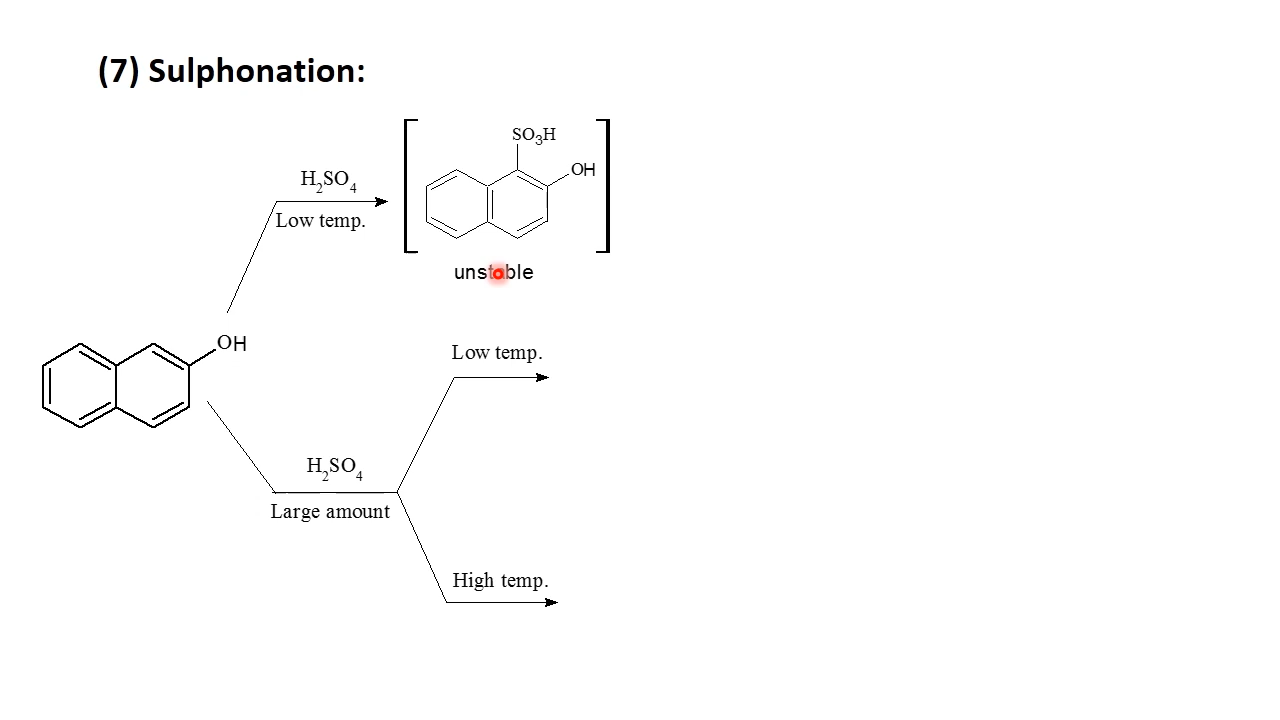 (7) Sulphonation:
SO₃H
OH
H₂SO₄
Low temp.
unstable
OH
Low temp.
H₂SO₄
Large amount
High temp.